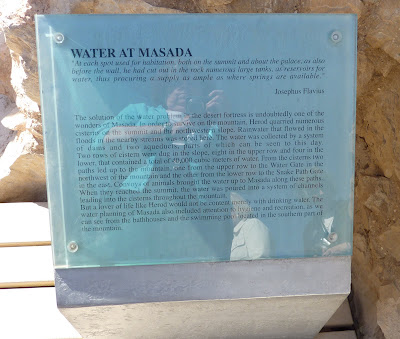 WATER AT MASADA
"At each spot used for habitation, both on the summit and about the palace, as also
before the wall, he had cut out in the rock numerous large tanks, as reservoirs for
water, thus procuring a supply as ample as where springs are available."
Josephus Flavius
The solution of the water problem in the desert fortress is undoubtedly one of the
wonders of Masada. In order to survive on the mountain, Herod quarried numerous
cisterns on the summit and the northwestern slope. Rainwater that flowed in
floods in the nearby streams was stored here. The water was collected by a system
of dams and two aqueducts, parts of which can be seen to this day.
Two rows of cistern were dug in the slope, eight in the upper row and four in the
lower, that contained a total of cubic meters of water. From the cisterns two
paths led up to the mountain, one from the upper row to the Water Gate in the
northwest of the mountain and the other from the lower row to the Snake Path Gate
in the east. Convoys of animals brought the water up to Masada along these paths.
When they reached the summit, the water was poured into a system of channels
leading into the cisterns throughout the mountain.
But a lover of life like Herod would not be content merely with drinking water. The
water planning of Masada also included attention to hygiene and recreation, as we
can see from the bathhouses and the swimming pool located in the southern part of
the mountain.